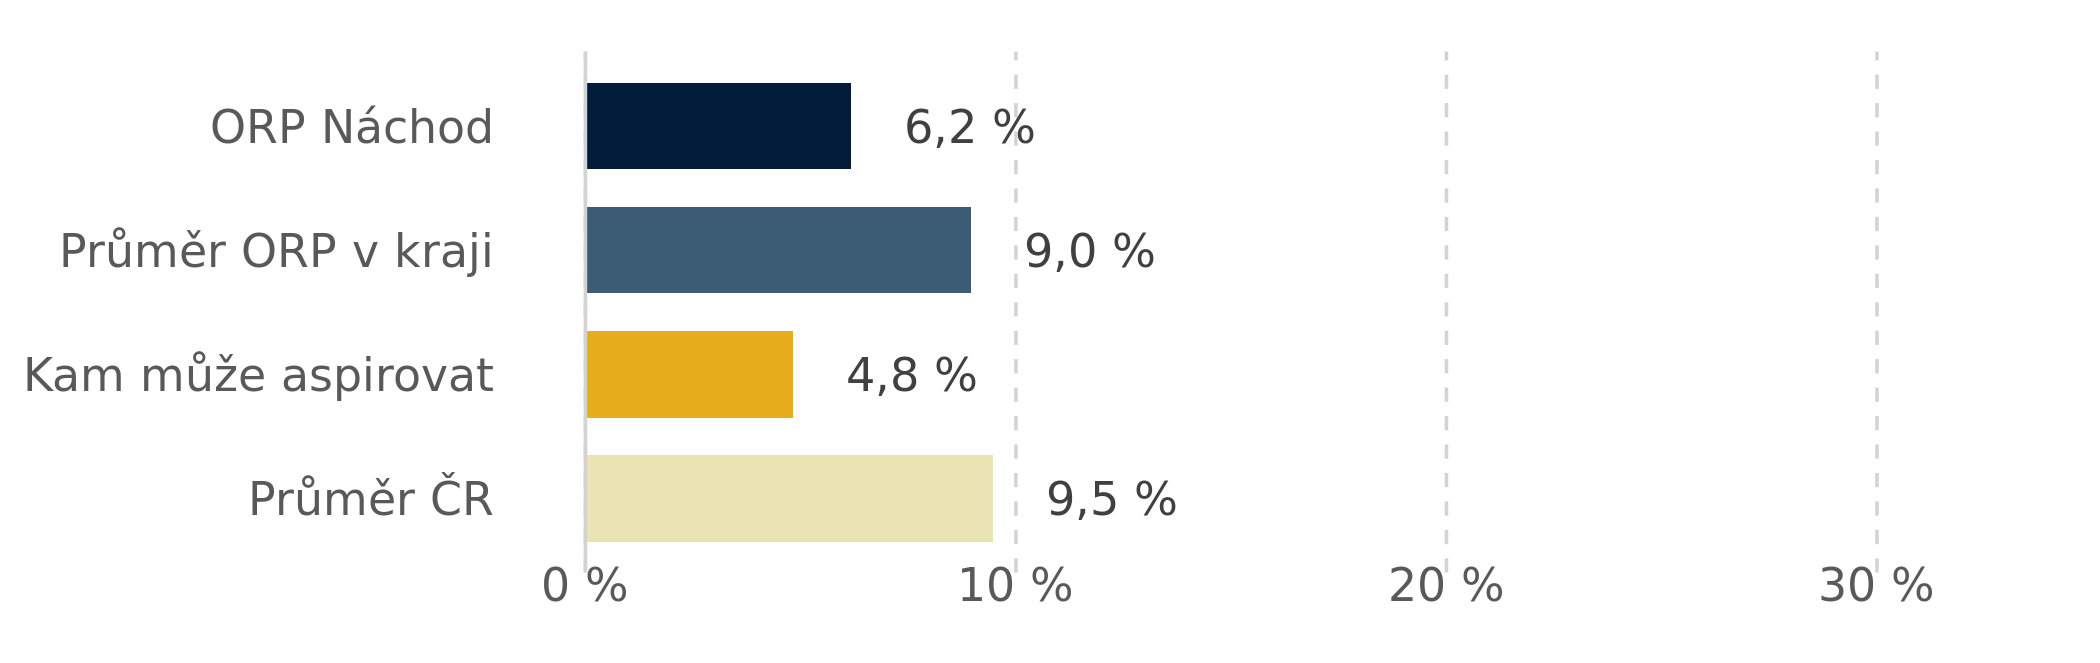 ORP Náchod 6,2 %
Průměr ORP v kraji 9,0 %
Kam může aspirovat 4,8 %
Průměr ČR 9,5 %
0 % 10 % 20 % 30 %